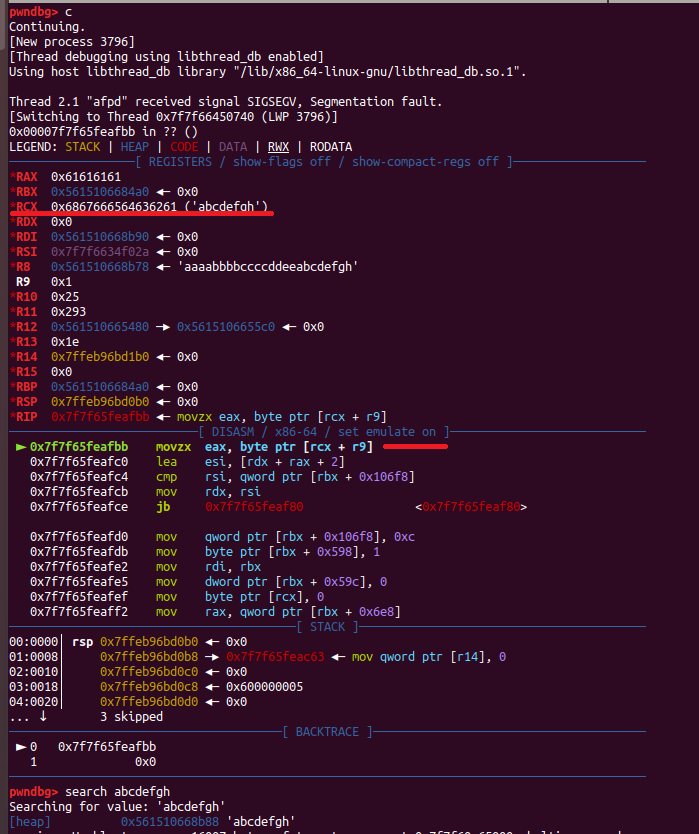 pwndbg> c
Continuing.
[New process 3796]
[Thread debugging using libthread_db enabled]
Using host libthread_db library "/lib/x86_64-linux-gnu/libthread_db.so.1".
Thread 2.1 "afpd" received signal SIGSEGV, Segmentation fault.
[Switching to Thread 0x7f7f66450740 (LWP 3796)]
0x00007f7f65feafbb in ?? ()
LEGEND: STACK | HEAP | CODE | DATA | RWX | RODATA
[ REGISTERS / show-flags off / show-compact-regs off ]
*RAX 0x61616161
*RBX 0x5615106684a0 ◂— 0x0
*RCX 0x6867666564636261 ('abcdefgh')
*RDX 0x0
*RDI 0x561510668b90 ◂— 0x0
*RSI 0x7f7f6634f02a ◂— 0x0
*R8 0x561510668b78 ◂— 'aaaabbbbccccddeeabcdefgh'
R9 0x1
*R10 0x25
*R11 0x293
*R12 0x561510665480 —▸ 0x5615106655c0 ◂— 0x0
*R13 0x1e
*R14 0x7ffeb96bd1b0 ◂— 0x0
*R15 0x0
*RBP 0x5615106684a0 ◂— 0x0
*RSP 0x7ffeb96bd0b0 ◂— 0x0
*RIP 0x7f7f65feafbb ◂— movzx eax, byte ptr [rcx + r9]
[ DISASM / x86-64 / set emulate on ]
► 0x7f7f65feafbb movzx eax, byte ptr [rcx + r9]
0x7f7f65feafc0 lea esi, [rdx + rax + 2]
0x7f7f65feafc4 cmp rsi, qword ptr [rbx + 0x106f8]
0x7f7f65feafcb mov rdx, rsi
0x7f7f65feafce jb 0x7f7f65feaf80 <0x7f7f65feaf80>
0x7f7f65feafd0 mov qword ptr [rbx + 0x106f8], 0xc
0x7f7f65feafdb mov byte ptr [rbx + 0x598], 1
0x7f7f65feafe2 mov rdi, rbx
0x7f7f65feafe5 mov dword ptr [rbx + 0x59c], 0
0x7f7f65feafef mov byte ptr [rcx], 0
0x7f7f65feaff2 mov rax, qword ptr [rbx + 0x6e8]
[ STACK ]
00:0000│ rsp 0x7ffeb96bd0b0 ◂— 0x0
01:0008│ 0x7ffeb96bd0b8 —▸ 0x7f7f65feac63 ◂— mov qword ptr [r14], 0
02:0010│ 0x7ffeb96bd0c0 ◂— 0x0
03:0018│ 0x7ffeb96bd0c8 ◂— 0x600000005
04:0020│ 0x7ffeb96bd0d0 ◂— 0x0
... ↓ 3 skipped
[ BACKTRACE ]
► 0 0x7f7f65feafbb
1 0x0
pwndbg> search abcdefgh
Searching for value: 'abcdefgh'
[heap] 0x561510668b88 'abcdefgh'